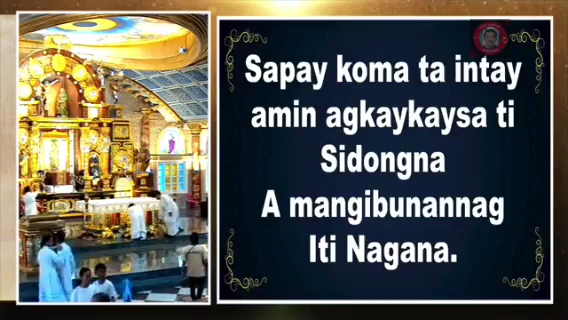 Sapay koma ta intay
amin agkaykaysa ti
Sidongna
A mangibunannag
Iti Nagana.